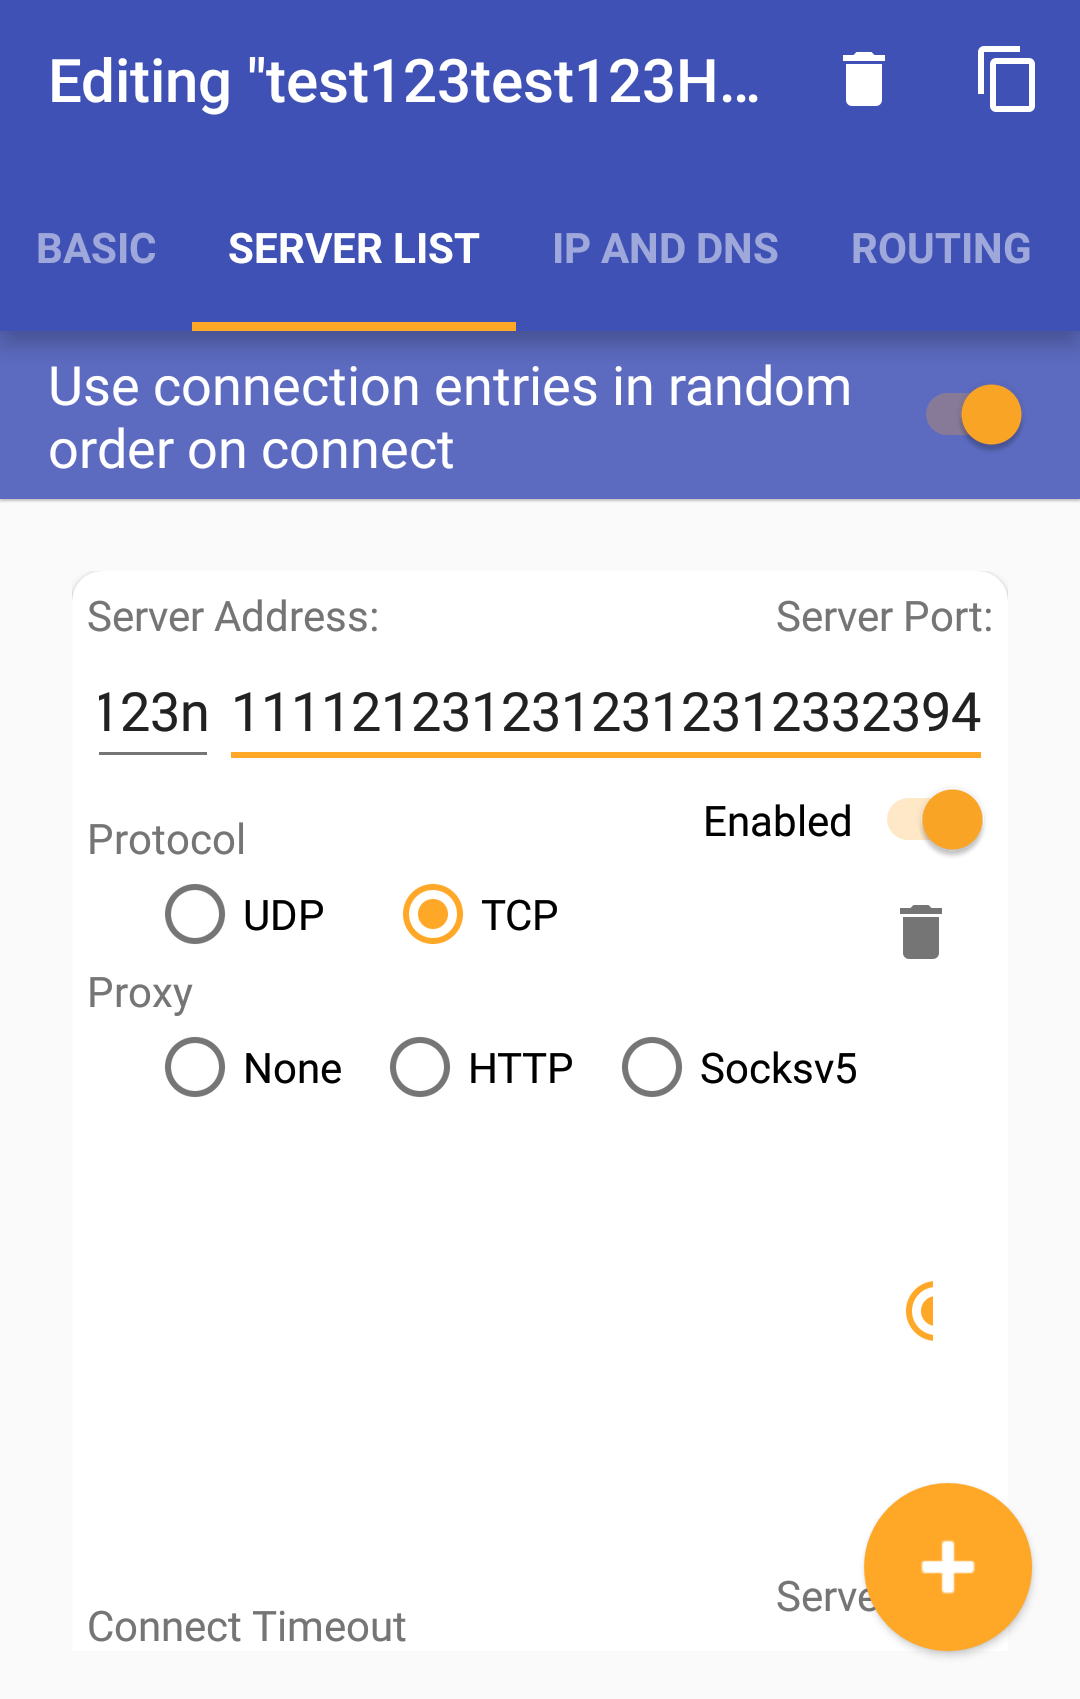 Editing "test123test123H...
BASIC SERVER LIST IP AND DNS ROUTING
Use connection entries in random
order on connect
Server Address: Server Port:
123n 1111212312312312312332394
Enabled
Protocol
UDP TCP
Proxy
None HTTP Socksv5
Serve
Connect Timeout